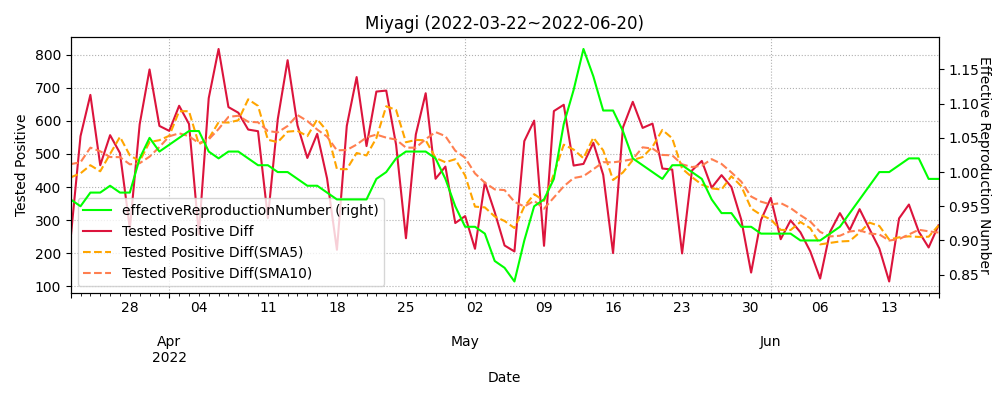 Miyagi (2022-03-22~2022-06-20)
Tested Positive
800
700
600
500
400
300
200
100
1.15
1.10
1.05
1.00
0.95
0.90
0.85
Effective Reproduction Number
effectiveReproductionNumber (right)
Tested Positive Diff
Tested Positive Diff(SMA5)
Tested Positive Diff(SMA10)
28 04 11 18 25 02 09 16 23 30 06 13
Apr May Jun
2022
Date